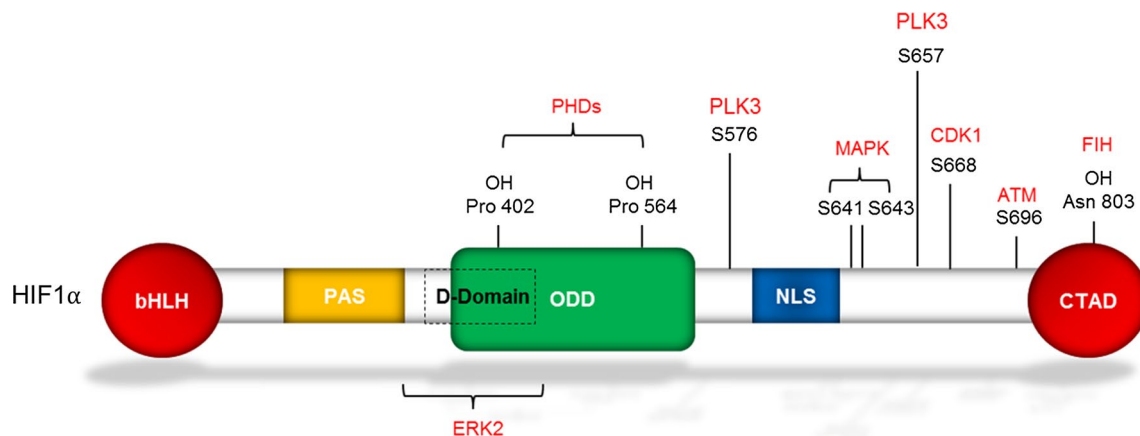 PLK3
S657
PHDs
PLK3
S576
MAPK
CDK1
S668
FIH
OH
Pro 402
OH
Pro 564
S641 S643
ATM
S696
OH
Asn 803
HIF1α
bHLH
PAS
D-Domain
ODD
NLS
CTAD
ERK2